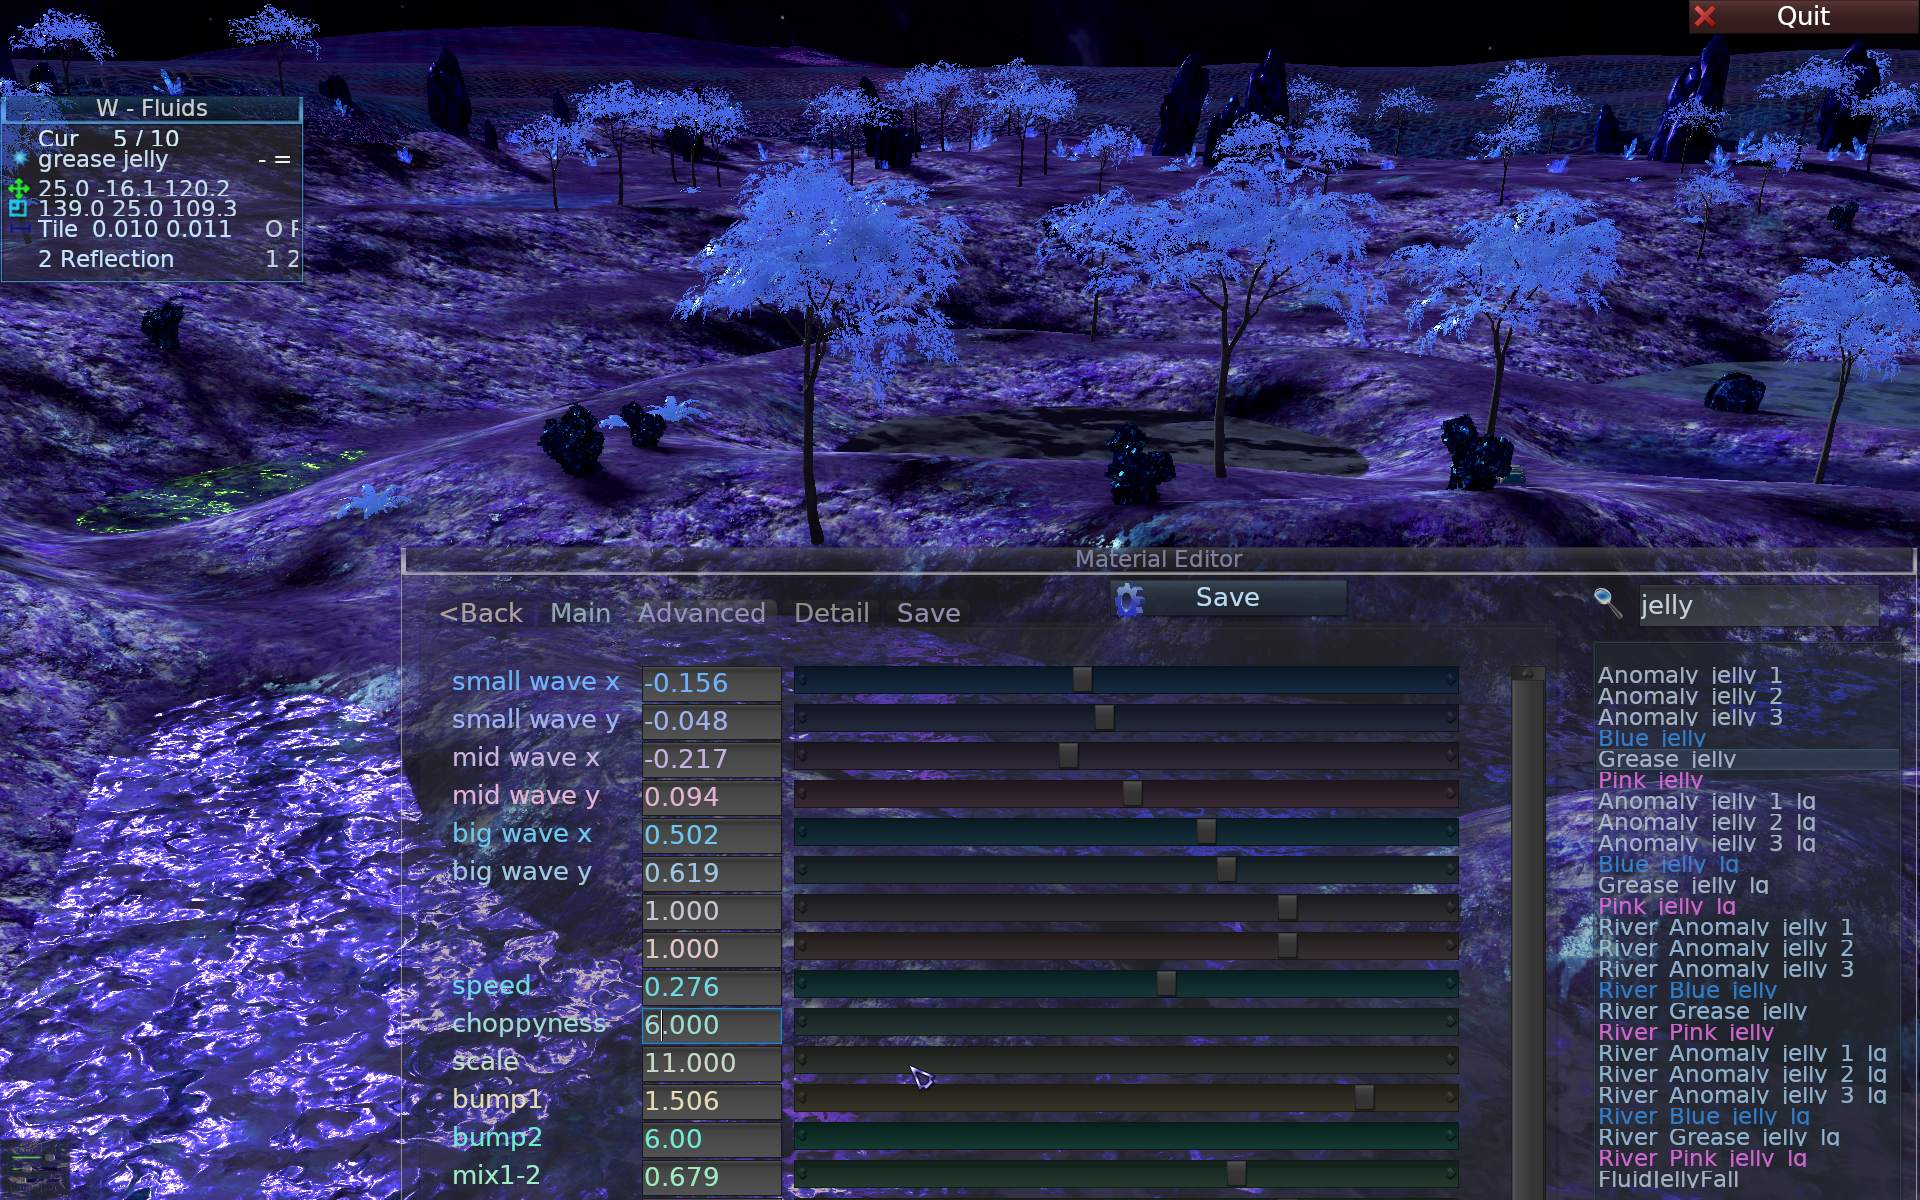 Quit
W - Fluids
Cur 5 / 10
grease jelly - =
25.0 -16.1 120.2
139.0 25.0 109.3
Tile 0.010 0.011 O
2 Reflection 1 2
Material Editor
<Back Main Advanced Detail Save
Save
jelly
small wave x -0.156
small wave y -0.048
mid wave x -0.217
mid wave y 0.094
big wave x 0.502
big wave y 0.619
1.000
1.000
speed 0.276
choppyness 6.000
scale 11.000
bump1 1.506
bump2 6.00
mix1-2 0.679
Anomaly jelly 1
Anomaly jelly 2
Anomaly jelly 3
Blue jelly
Grease jelly
Pink jelly
Anomaly jelly 1 lq
Anomaly jelly 2 lq
Anomaly jelly 3 lq
Blue jelly lq
Grease jelly lq
Pink jelly lq
River Anomaly jelly 1
River Anomaly jelly 2
River Anomaly jelly 3
River Blue jelly
River Grease jelly
River Pink jelly
River Anomaly jelly 1 lq
River Anomaly jelly 2 lq
River Anomaly jelly 3 lq
River Blue jelly lq
River Grease jelly lq
River Pink jelly lq
FluidJellyFall